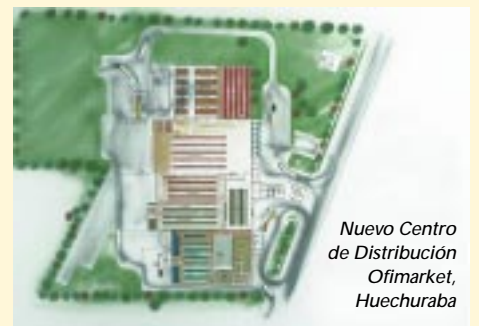 Nuevo Centro
de Distribución
Ofimarket,
Huechuraba